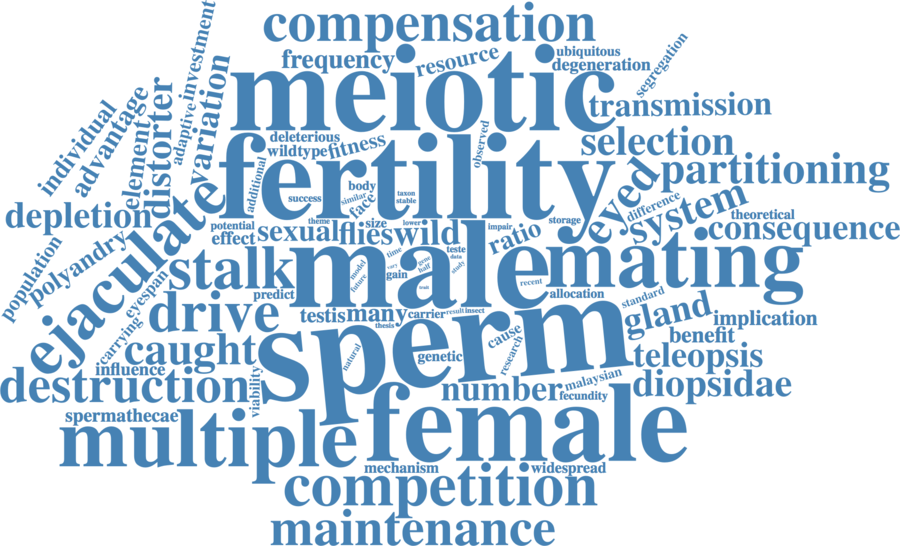 compensation
investment
frequency
resource
ubiquitous
degeneration
segregation
meiotic
transmission
variation
adaptive
individual
advantage
element
distorter
deleterious
wildtype
fitness
observed
selection
fertility
eyed
partitioning
additional
success
body
similar
face
taxon
stable
difference
system
depletion
potential
effect
theme
size
lower
impair
storage
theoretical
consequence
sexual
flies
wild
ratio
population
polyandry
ejaculate
eyespan
stalk
male
mating
time
teste
data
vary
gene
half
study
model
future
gain
trait
recent
predict
allocation
standard
drive
testis
many
carrier
result
insect
thesis
sperm
gland
implication
carrying
caught
influence
cause
research
benefit
natural
genetic
teleopsis
destruction
viability
number
malaysian
fecundity
diopsidae
spermathecae
multiple
female
mechanism
widespread
competition
maintenance